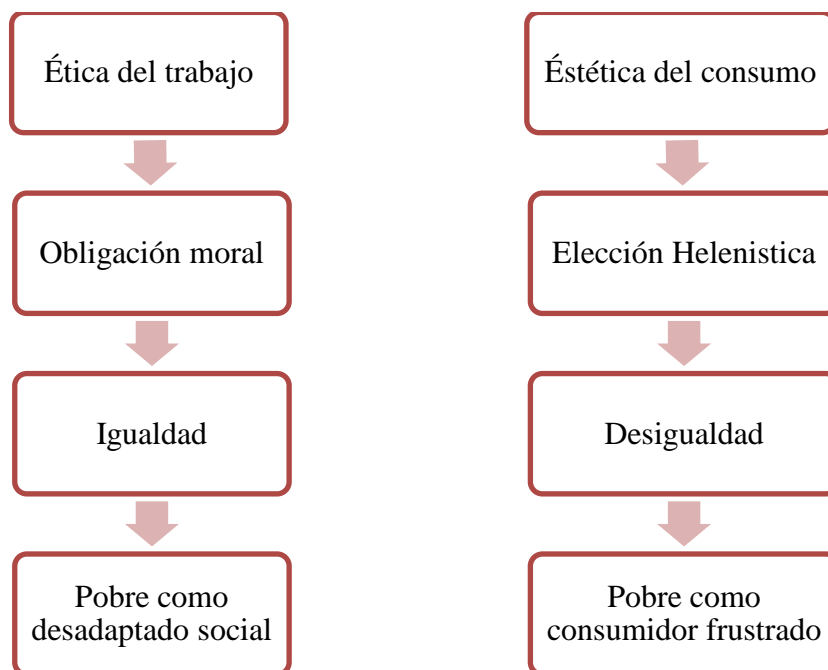 Ética del trabajo
Obligación moral
Igualdad
Pobre como
desadaptado social
Éstética del consumo
Elección Helenistica
Desigualdad
Pobre como
consumidor frustrado